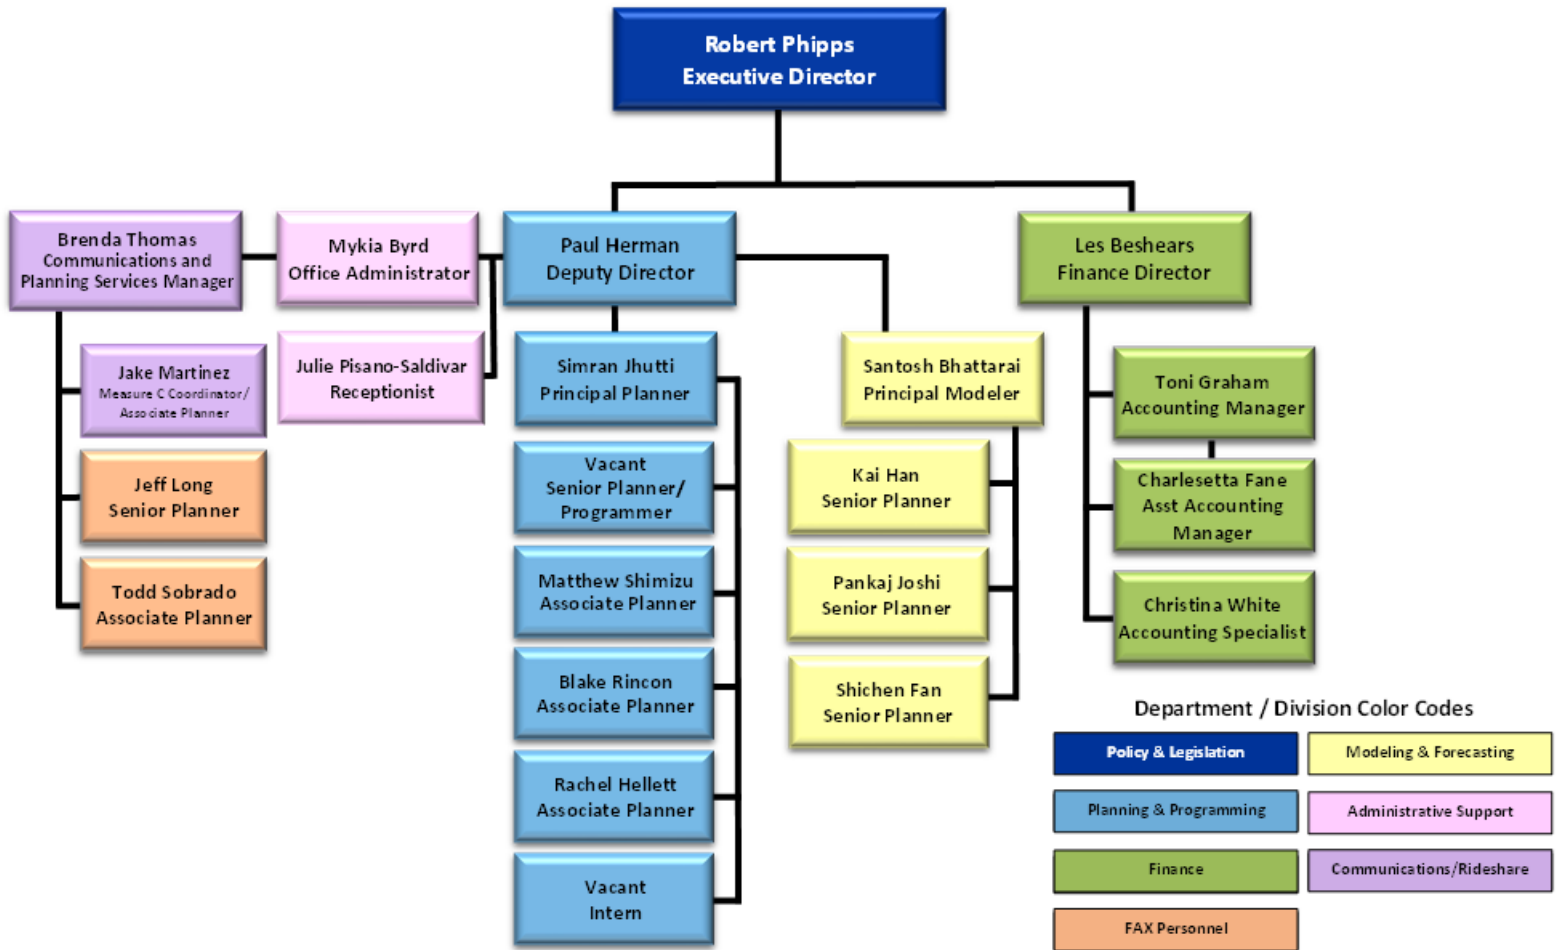 Robert Phipps
Executive Director
Brenda Thomas
Communications and
Planning Services Manager
Mykia Byrd
Office Administrator
Paul Herman
Deputy Director
Les Beshears
Finance Director
Jake Martinez
Measure C Coordinator/
Associate Planner
Julie Pisano-Saldivar
Receptionist
Simran Jhutti
Principal Planner
Santosh Bhattarai
Principal Modeler
Toni Graham
Accounting Manager
Jeff Long
Senior Planner
Vacant
Senior Planner/
Programmer
Kai Han
Senior Planner
Charlesetta Fane
Asst Accounting
Manager
Todd Sobrado
Associate Planner
Matthew Shimizu
Associate Planner
Pankaj Joshi
Senior Planner
Christina White
Accounting Specialist
Blake Rincon
Associate Planner
Shichen Fan
Senior Planner
Rachel Hellett
Associate Planner
Vacant
Intern
Department / Division Color Codes
Policy & Legislation
Modeling & Forecasting
Planning & Programming
Administrative Support
Finance
Communications/Rideshare
FAX Personnel